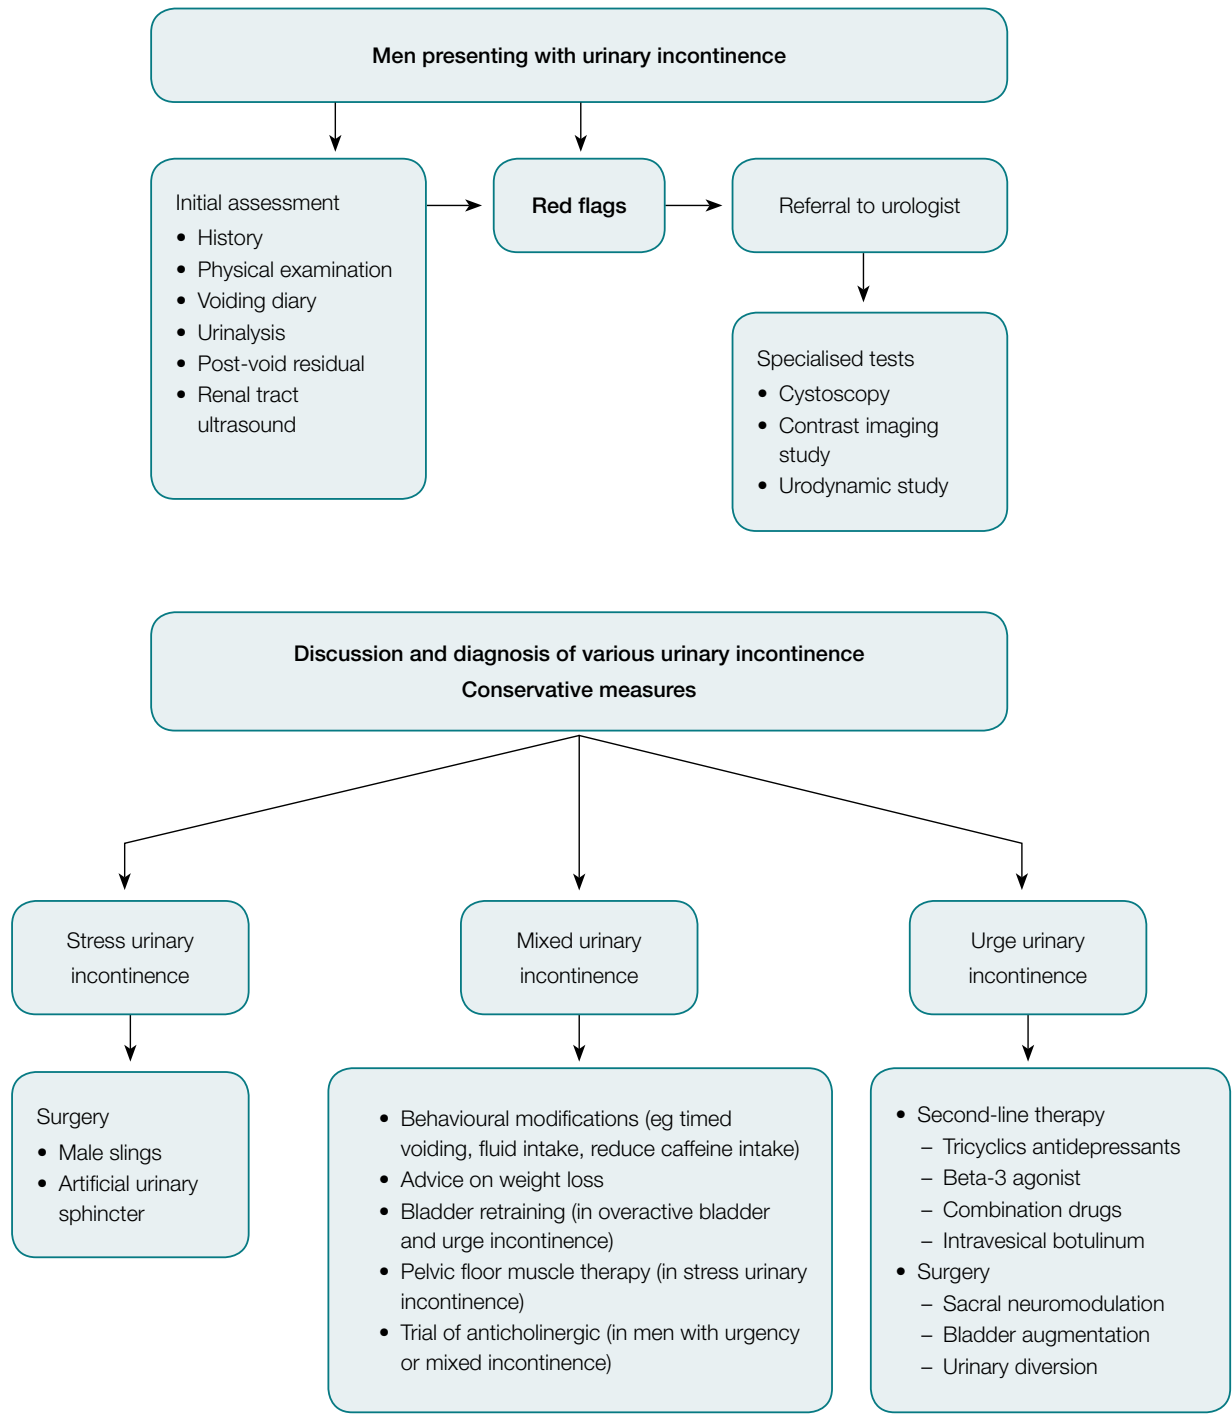 Men presenting with urinary incontinence
Initial assessment
• History
• Physical examination
• Voiding diary
• Urinalysis
• Post-void residual
• Renal tract
ultrasound
Red flags
Referral to urologist
Specialised tests
• Cystoscopy
• Contrast imaging
study
• Urodynamic study
Discussion and diagnosis of various urinary incontinence
Conservative measures
Stress urinary
incontinence
Surgery
• Male slings
• Artificial urinary
sphincter
Mixed urinary
incontinence
• Behavioural modifications (eg timed
voiding, fluid intake, reduce caffeine intake)
• Advice on weight loss
• Bladder retraining (in overactive bladder
and urge incontinence)
• Pelvic floor muscle therapy (in stress urinary
incontinence)
• Trial of anticholinergic (in men with urgency
or mixed incontinence)
Urge urinary
incontinence
• Second-line therapy
– Tricyclics antidepressants
– Beta-3 agonist
– Combination drugs
– Intravesical botulinum
• Surgery
– Sacral neuromodulation
– Bladder augmentation
– Urinary diversion